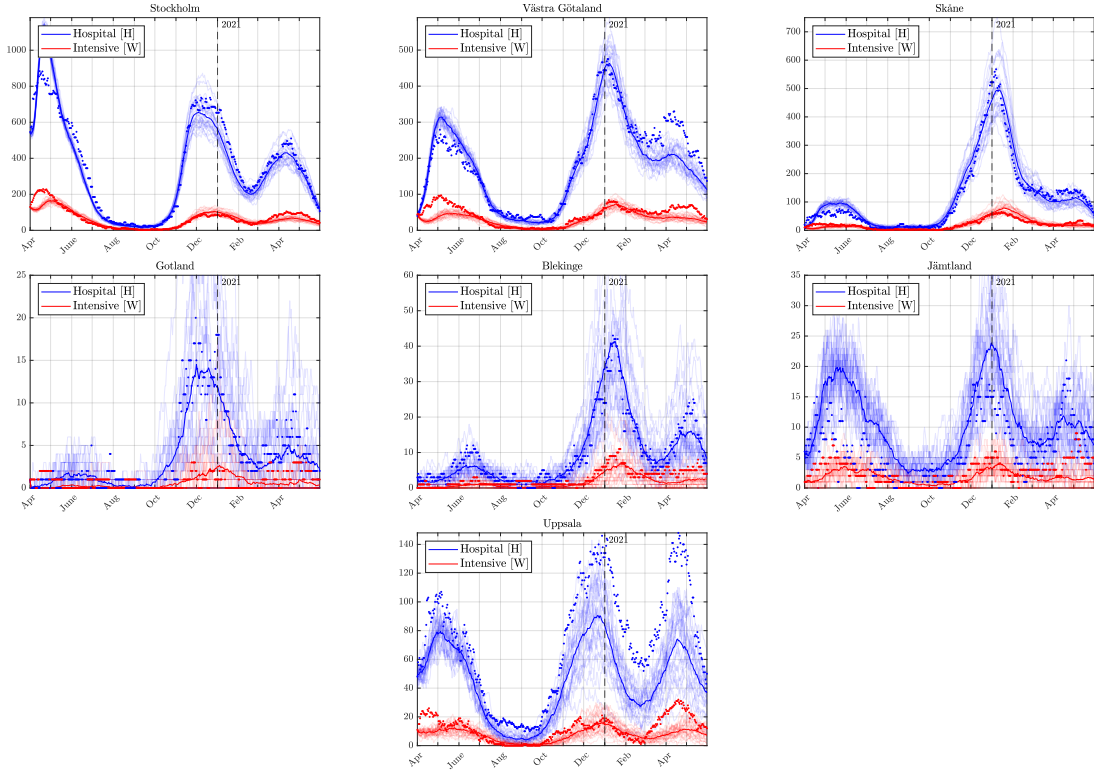 Stockholm
2021
Hospital [H]
Intensive [W]
1000
800
600
400
200
0
Apr
June
Aug
Oct
Dec
Feb
Apr
Västra Götaland
2021
Hospital [H]
Intensive [W]
500
400
300
200
100
0
Apr
June
Aug
Oct
Dec
Feb
Apr
Skåne
2021
Hospital [H]
Intensive [W]
700
600
500
400
300
200
100
0
Apr
June
Aug
Oct
Dec
Feb
Apr
Gotland
2021
Hospital [H]
Intensive [W]
25
20
15
10
5
0
Apr
June
Aug
Oct
Dec
Feb
Apr
Blekinge
2021
Hospital [H]
Intensive [W]
60
50
40
30
20
10
0
Apr
June
Aug
Oct
Dec
Feb
Apr
Jämtland
2021
Hospital [H]
Intensive [W]
35
30
25
20
15
10
5
0
Apr
June
Aug
Oct
Dec
Feb
Apr
Uppsala
2021
Hospital [H]
Intensive [W]
140
120
100
80
60
40
20
0
Apr
June
Aug
Oct
Dec
Feb
Apr